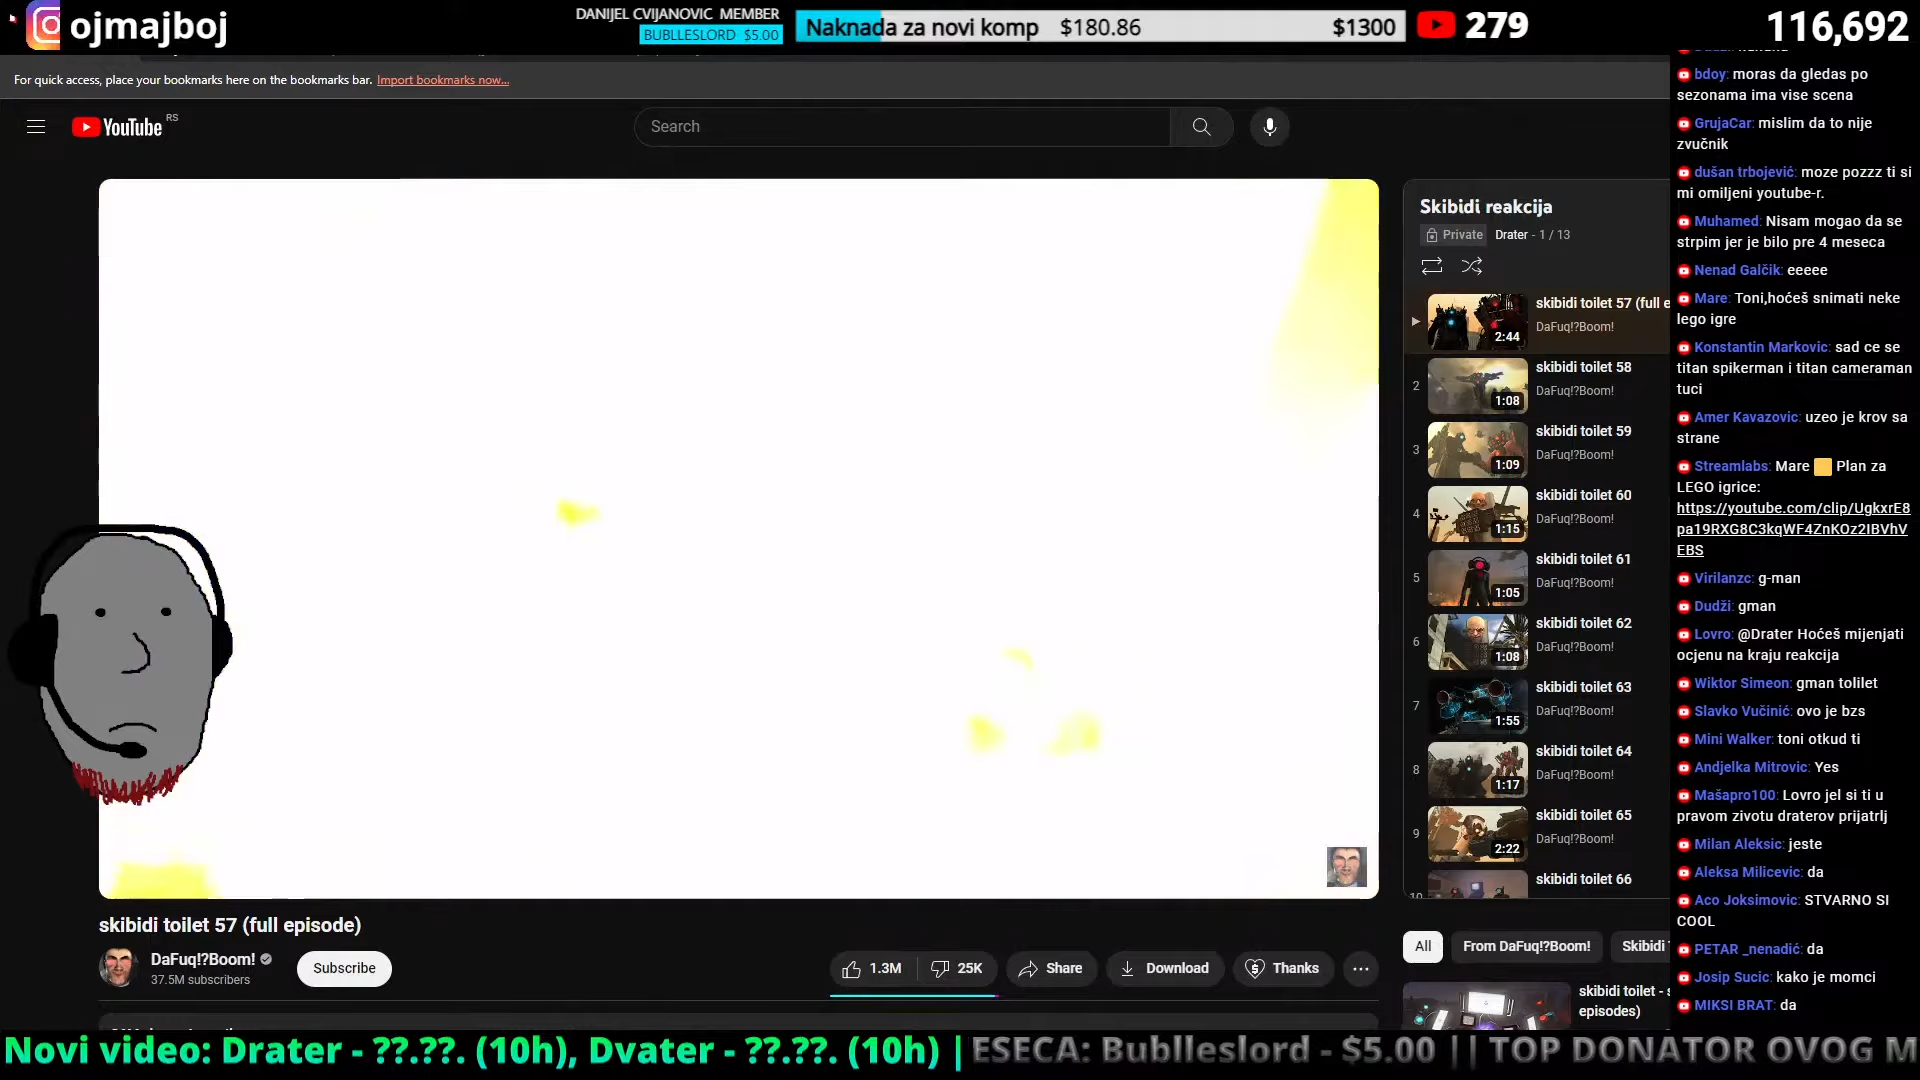 ojmajboj
DANIJEL CVIJANOVIC MEMBER
BUBLLESLORD $5.00
Naknada za novi komp $180.86 $1300
279
116,692
For quick access, place your bookmarks here on the bookmarks bar. Import bookmarks now...
YouTube RS
Search
Skibidi reakcija
Private Drater - 1 / 13
skibidi toilet 57 (full e
DaFuq!?Boom!
2:44
2
skibidi toilet 58
DaFuq!?Boom!
1:08
3
skibidi toilet 59
DaFuq!?Boom!
1:09
4
skibidi toilet 60
DaFuq!?Boom!
1:15
5
skibidi toilet 61
DaFuq!?Boom!
1:05
6
skibidi toilet 62
DaFuq!?Boom!
1:08
7
skibidi toilet 63
DaFuq!?Boom!
1:55
8
skibidi toilet 64
DaFuq!?Boom!
1:17
9
skibidi toilet 65
DaFuq!?Boom!
2:22
skibidi toilet 66
skibidi toilet 57 (full episode)
DaFuq!?Boom!
37.5M subscribers
Subscribe
1.3M
25K
Share
Download
Thanks
All
From DaFuq!?Boom!
Skibidi
skibidi toilet - s
episodes)
bdoy: moras da gledas po
sezonama ima vise scena
GrujaCar: mislim da to nije
zvučnik
dušan trbojević: moze pozzz ti si
mi omiljeni youtube-r.
Muhamed: Nisam mogao da se
strpim jer je bilo pre 4 meseca
Nenad Galčik: eeeee
Mare: Toni,hoćeš snimati neke
lego igre
Konstantin Markovic: sad ce se
titan spikerman i titan cameraman
tuci
Amer Kavazovic: uzeo je krov sa
strane
Streamlabs: Mare Plan za
LEGO igrice:
https://youtube.com/clip/UgkxrE8
pa19RXG8C3kqWF4ZnKOz2IBVhV
EBS
Virilanzc: g-man
Dudži: gman
Lovro: @Drater Hoćeš mijenjati
ocjenu na kraju reakcija
Wiktor Simeon: gman tolilet
Slavko Vučinić: ovo je bzs
Mini Walker: toni otkud ti
Andjelka Mitrovic: Yes
Mašapro100: Lovro jel si ti u
pravom zivotu draterov prijatrlj
Milan Aleksic: jeste
Aleksa Milicevic: da
Aco Joksimovic: STVARNO SI
COOL
PETAR _nenadić: da
Josip Sucic: kako je momci
MIKSI BRAT: da
Novi video: Drater - ??.??. (10h), Dvater - ??.??. (10h) | ESECA: Bublleslord - $5.00 || TOP DONATOR OVOG M